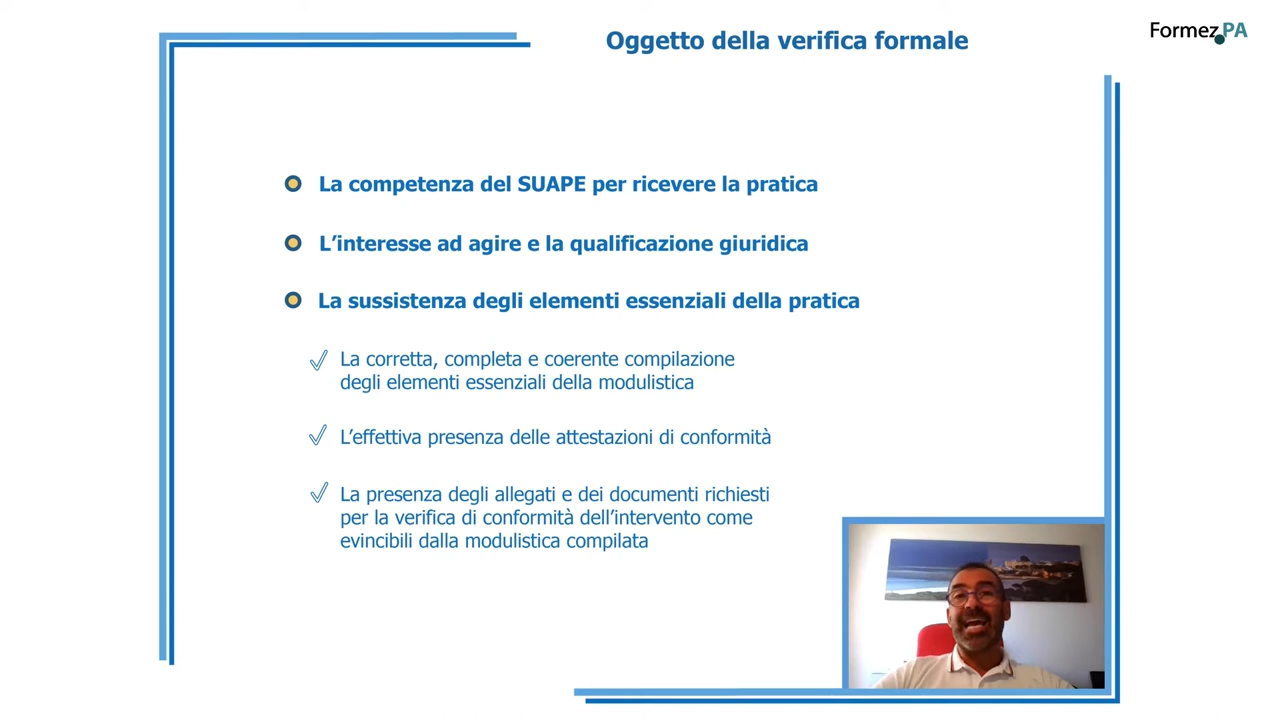 Oggetto della verifica formale
Formez PA
La competenza del SUAPE per ricevere la pratica
L’interesse ad agire e la qualificazione giuridica
La sussistenza degli elementi essenziali della pratica
La corretta, completa e coerente compilazione
degli elementi essenziali della modulistica
L’effettiva presenza delle attestazioni di conformità
La presenza degli allegati e dei documenti richiesti
per la verifica di conformità dell’intervento come
evincibili dalla modulistica compilata